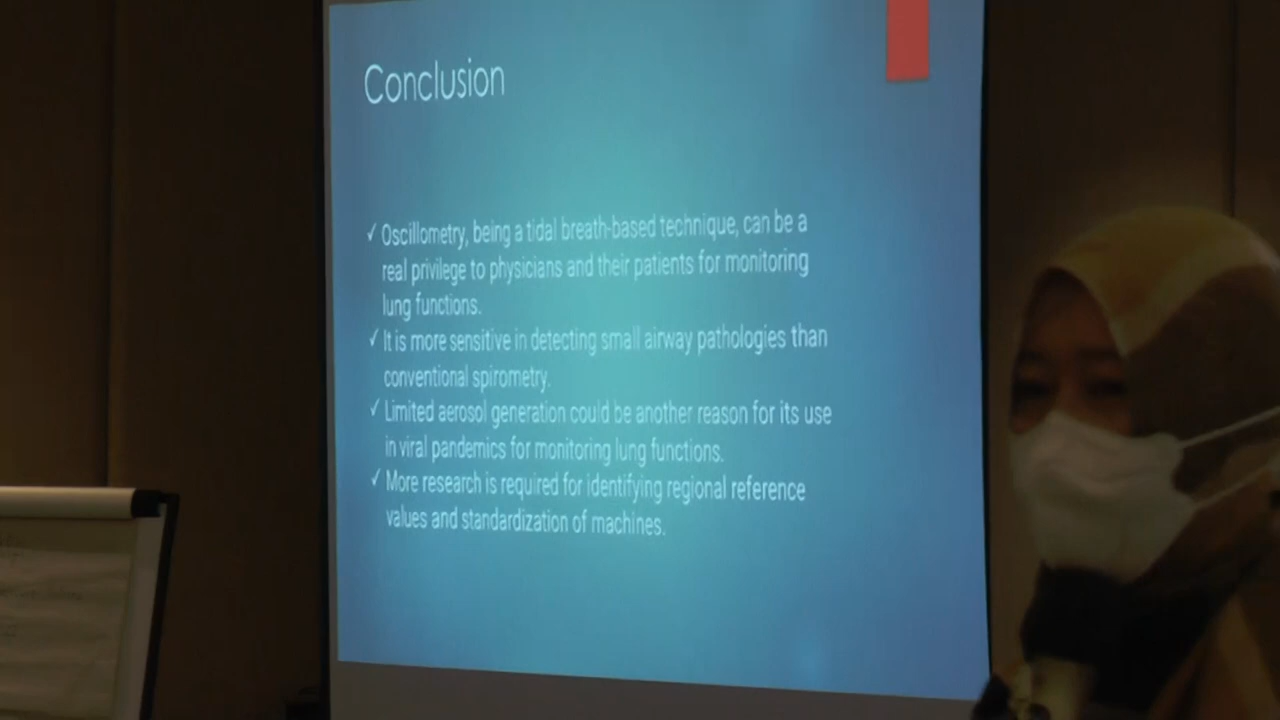 Conclusion
✓ Oscillometry, being a tidal breath-based technique, can be a
real privilege to physicians and their patients for monitoring
lung functions.
✓ It is more sensitive in detecting small airway pathologies than
conventional spirometry.
✓ Limited aerosol generation could be another reason for its use
in viral pandemics for monitoring lung functions.
✓ More research is required for identifying regional reference
values and standardization of machines.